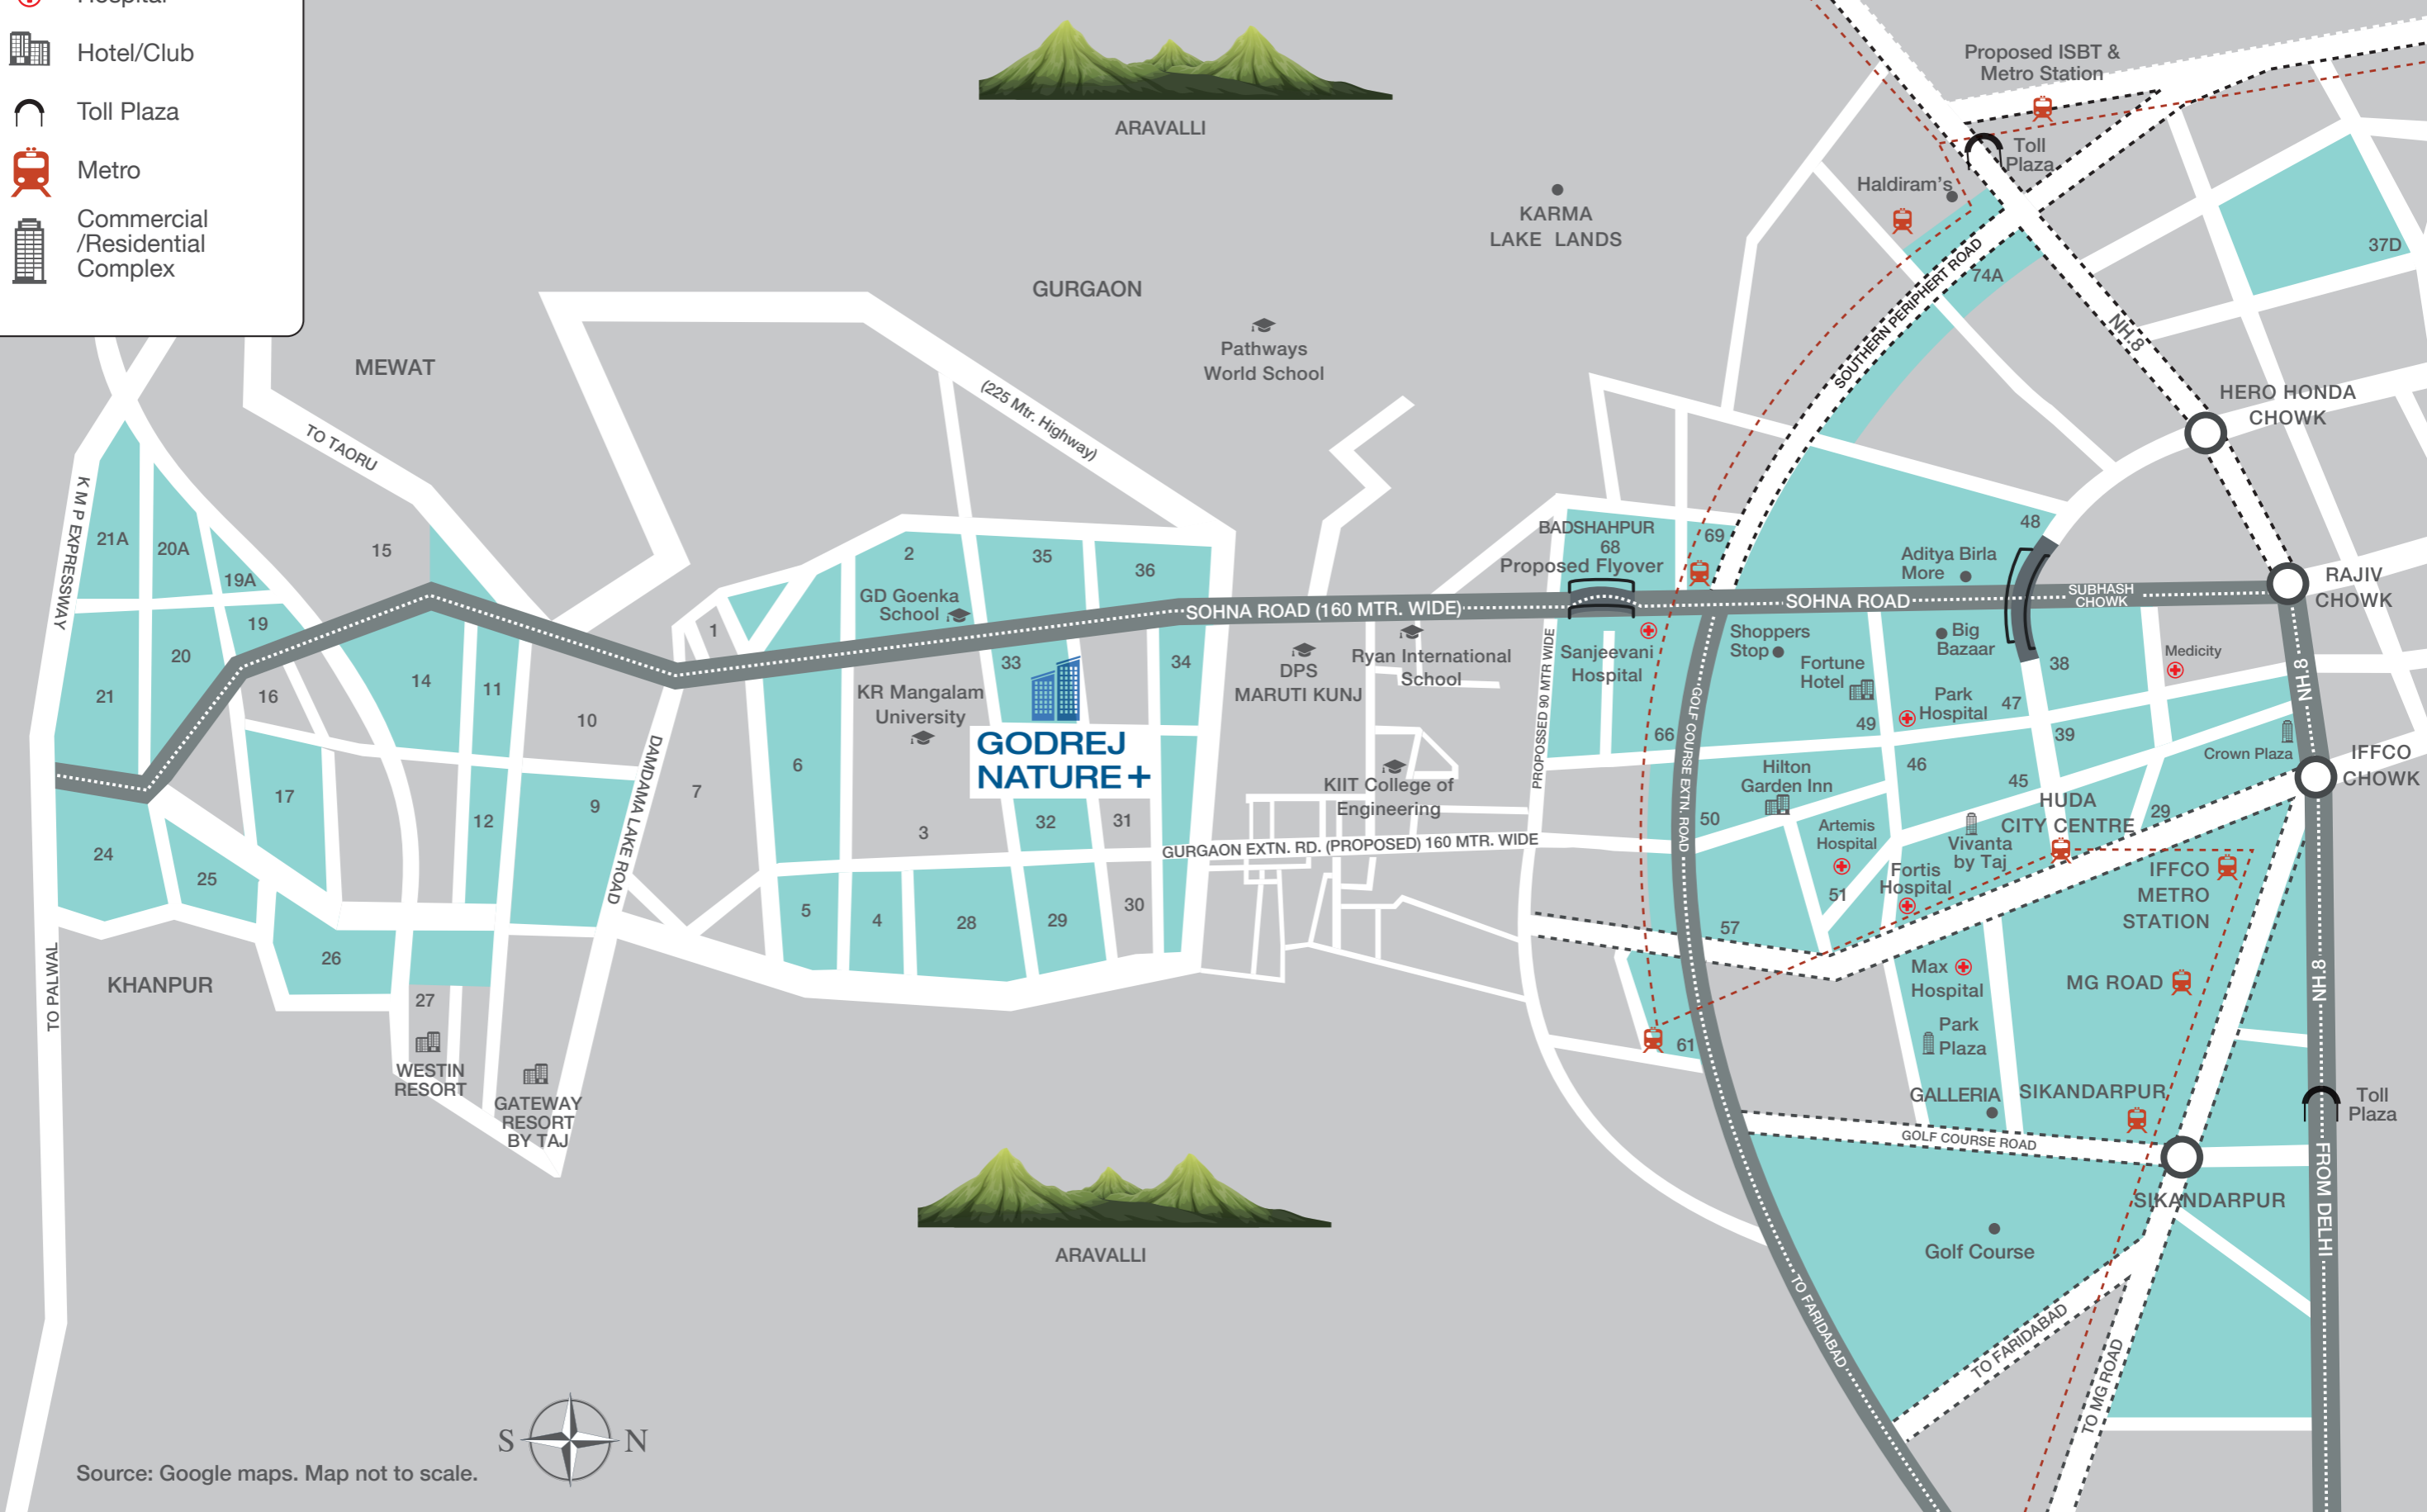 Hospital
Hotel/Club
Toll Plaza
Metro
Commercial
/Residential
Complex
ARAVALLI
Proposed ISBT &
Metro Station
Toll
Plaza
Haldiram's
KARMA
LAKE LANDS
37D
74A
SOUTHERN PERIPHERT ROAD
NH.8
GURGAON
Pathways
World School
MEWAT
TO TAORU
(225 Mtr. Highway)
HERO HONDA
CHOWK
K M P EXPRESSWAY
21A
20A
19A
15
19
20
21
16
14
11
10
17
12
9
24
25
26
27
KHANPUR
TO PALWAL
WESTIN
RESORT
GATEWAY
RESORT
BY TAJ
DAMDAMA LAKE ROAD
7
1
2
35
36
GD Goenka
School
6
KR Mangalam
University
33
34
GODREJ
NATURE+
3
32
31
5
4
28
29
30
SOHNA ROAD (160 MTR. WIDE)
DPS
MARUTI KUNJ
Ryan International
School
KIIT College of
Engineering
GURGAON EXTN. RD. (PROPOSED) 160 MTR. WIDE
PROPOSSED 90 MTR WIDE
BADSHAHPUR
68
Proposed Flyover
69
Sanjeevani
Hospital
66
GOLF COURSE EXTN. ROAD
SOHNA ROAD
48
Aditya Birla
More
SUBHASH
CHOWK
RAJIV
CHOWK
Shoppers
Stop
Fortune
Hotel
Big
Bazaar
38
Medicity
NH.8
Park
Hospital
47
49
39
Crown Plaza
IFFCO
CHOWK
Hilton
Garden Inn
46
45
HUDA
CITY CENTRE
29
50
Artemis
Hospital
Vivanta
by Taj
Fortis
Hospital
51
IFFCO
METRO
STATION
57
Max
Hospital
MG ROAD
NH.8
Park
Plaza
61
GALLERIA
SIKANDARPUR
Toll
Plaza
GOLF COURSE ROAD
SIKANDARPUR
FROM DELHI
Golf Course
TO FARIDABAD
TO FARIDABAD
TO MG ROAD
ARAVALLI
S
N
Source: Google maps. Map not to scale.